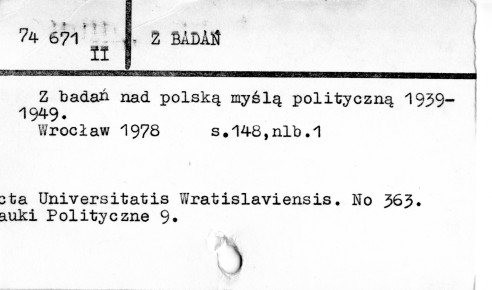 74 671
II
Z BADAŃ
Z badań nad polską myślą polityczną 1939-
1949.
Wrocław 1978 s.148,nlb.1
cta Universitatis Wratislaviensis. No 363.
auki Polityczne 9.